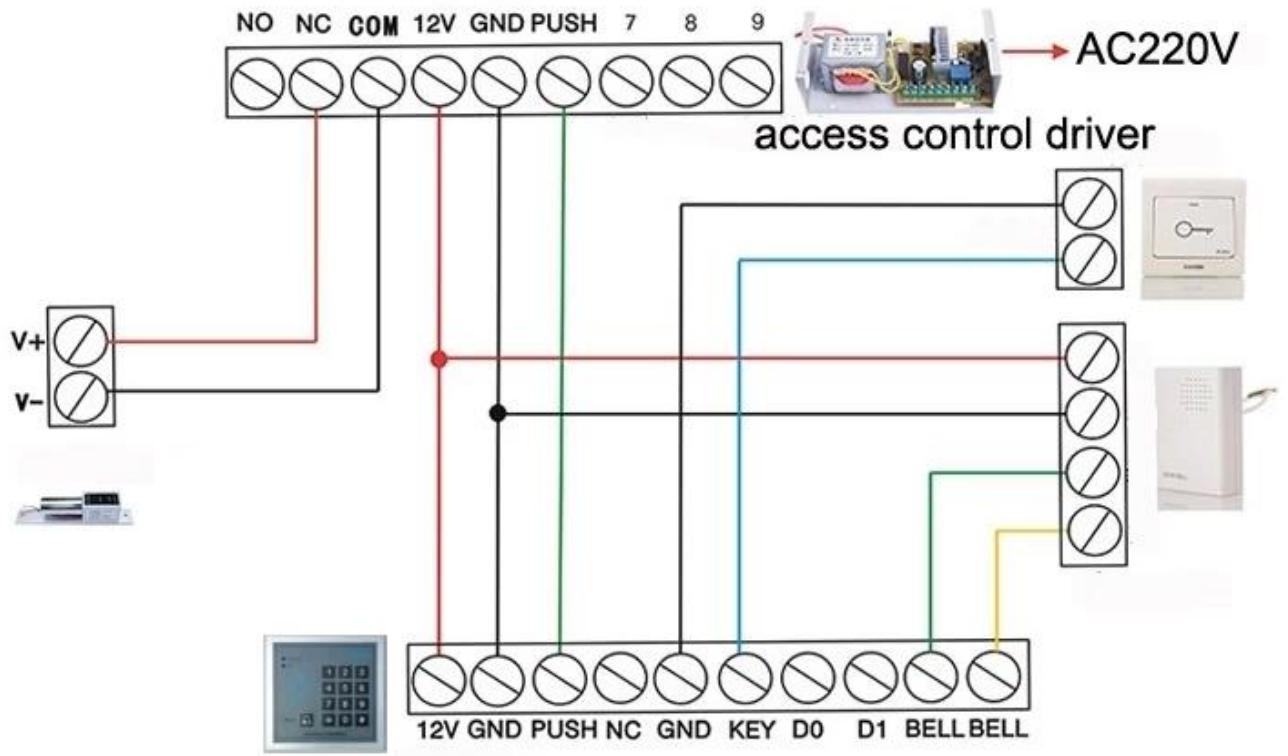 NO NC COM 12V GND PUSH 7 8 9
AC220V
access control driver
V+
V-
12V GND PUSH NC GND KEY D0 D1 BELL BELL